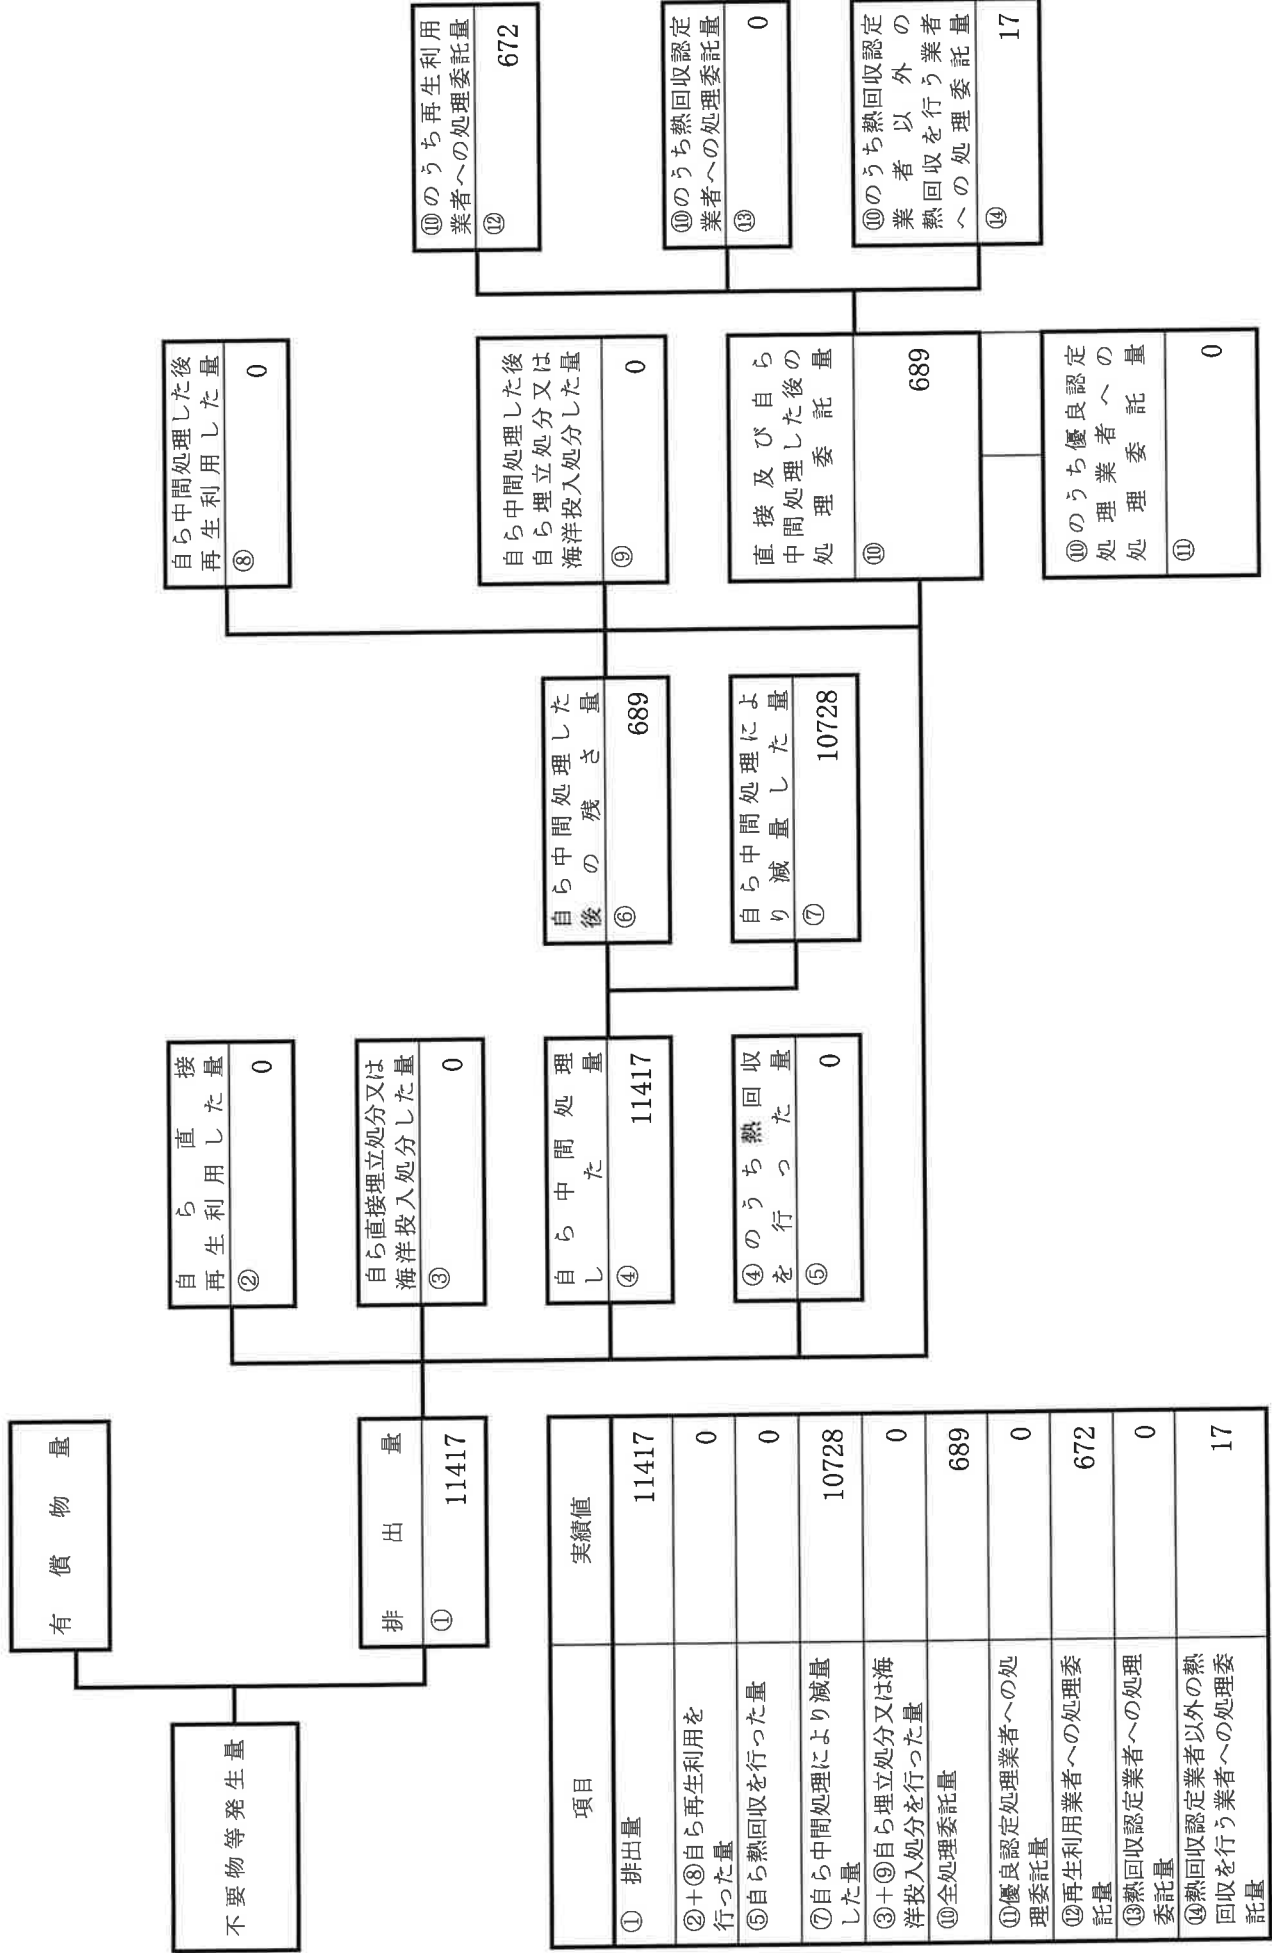 不要物等発生量
有償物量
排出量
① 11417
自ら直接
再生利用した量
② 0
自ら直接埋立処分又は
海洋投入処分した量
③ 0
自ら中間処理
した量
④ 11417
④のうち熱回収
を行った量
⑤ 0
自ら中間処理した
後の残さ量
⑥ 689
自ら中間処理によ
り減量した量
⑦ 10728
自ら中間処理した後
再生利用した量
⑧ 0
自ら中間処理した後
自ら埋立処分又は
海洋投入処分した量
⑨ 0
直接及び自ら
中間処理した後の
処理委託量
⑩ 689
⑩のうち優良認定
処理業者への
処理委託量
⑪ 0
⑩のうち再生利用
業者への処理委託量
⑫ 672
⑩のうち熱回収認定
業者への処理委託量
⑬ 0
⑩のうち熱回収認定
業者以外の
熱回収を行う業者
への処理委託量
⑭ 17
項目 実績値
① 排出量 11417
②＋⑧自ら再生利用を
行った量 0
⑤自ら熱回収を行った量 0
⑦自ら中間処理により減量
した量 10728
③＋⑨自ら埋立処分又は海
洋投入処分を行った量 0
⑩全処理委託量 689
⑪優良認定処理業者への処
理委託量 0
⑫再生利用業者への処理委
託量 672
⑬熱回収認定業者への処理
委託量 0
⑭熱回収認定業者以外の熱
回収を行う業者への処理委
託量 17